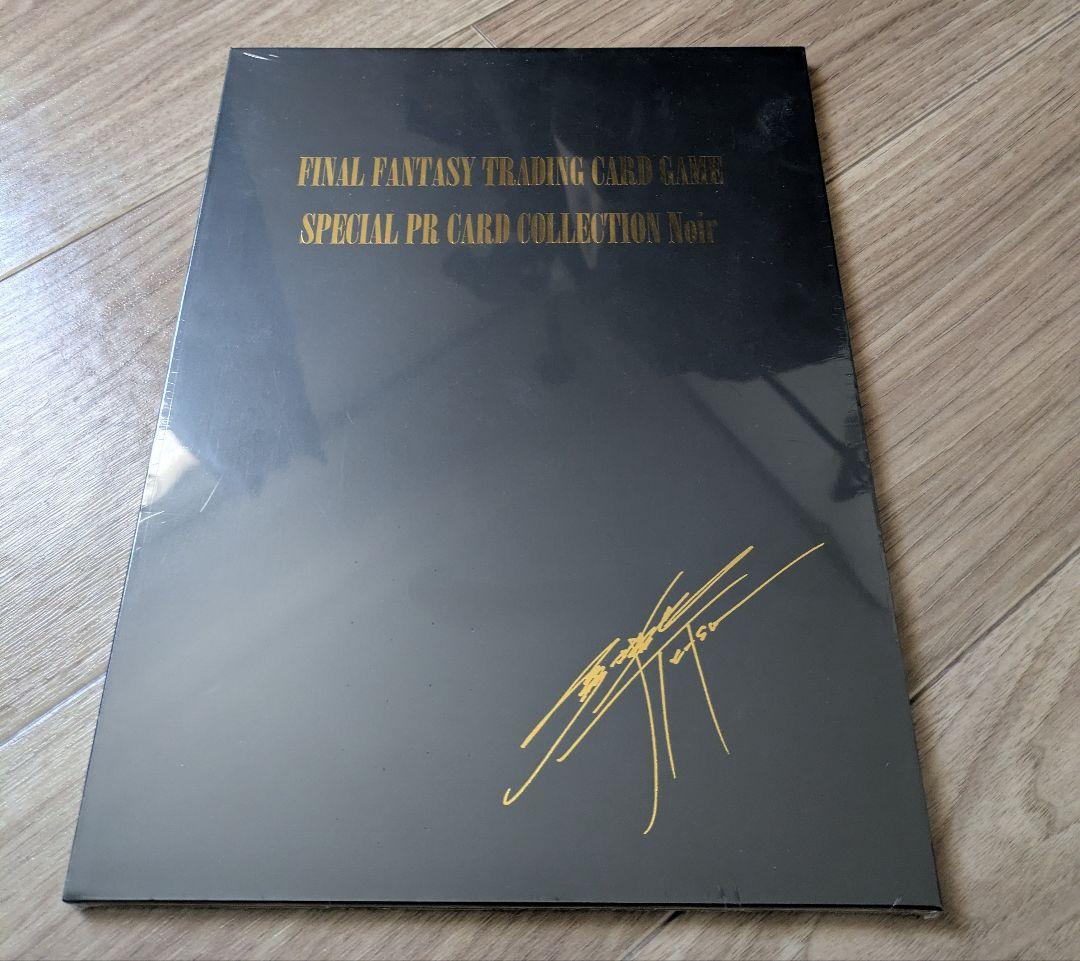 FINAL FANTASY TRADING CARD GAME
SPECIAL PR CARD COLLECTION Noir